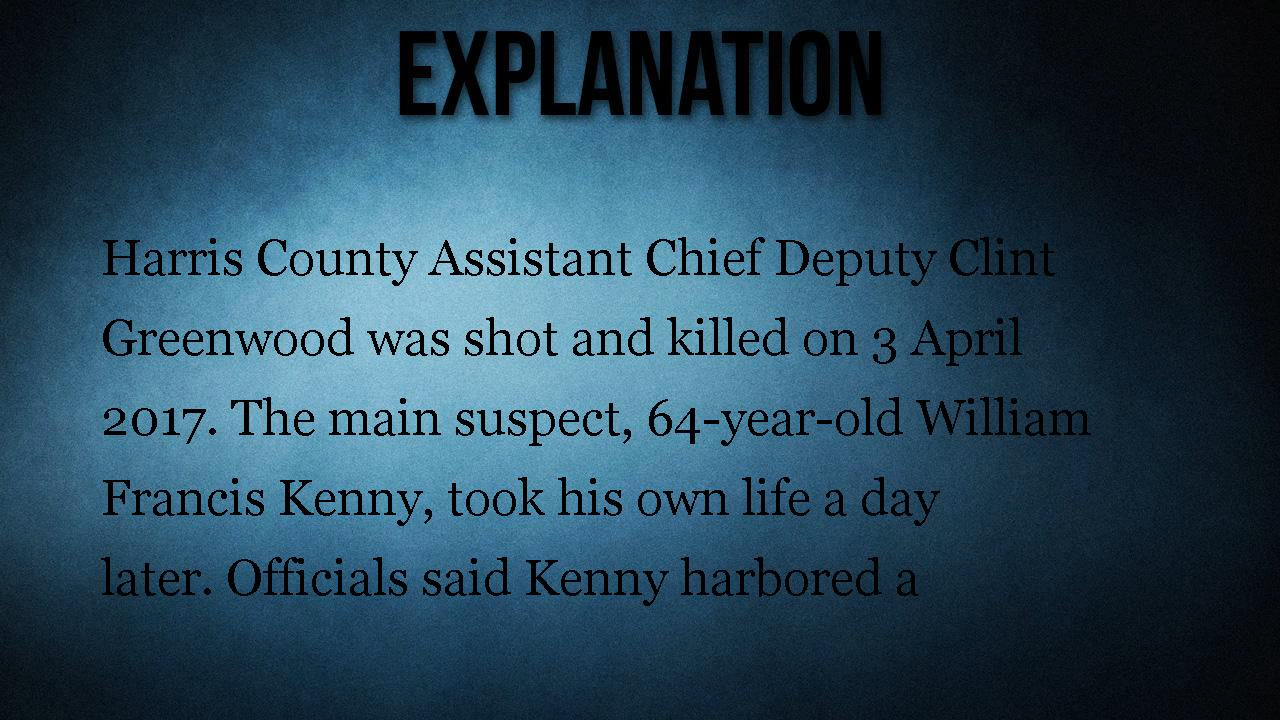 EXPLANATION
Harris County Assistant Chief Deputy Clint
Greenwood was shot and killed on 3 April
2017. The main suspect, 64-year-old William
Francis Kenny, took his own life a day
later. Officials said Kenny harbored a